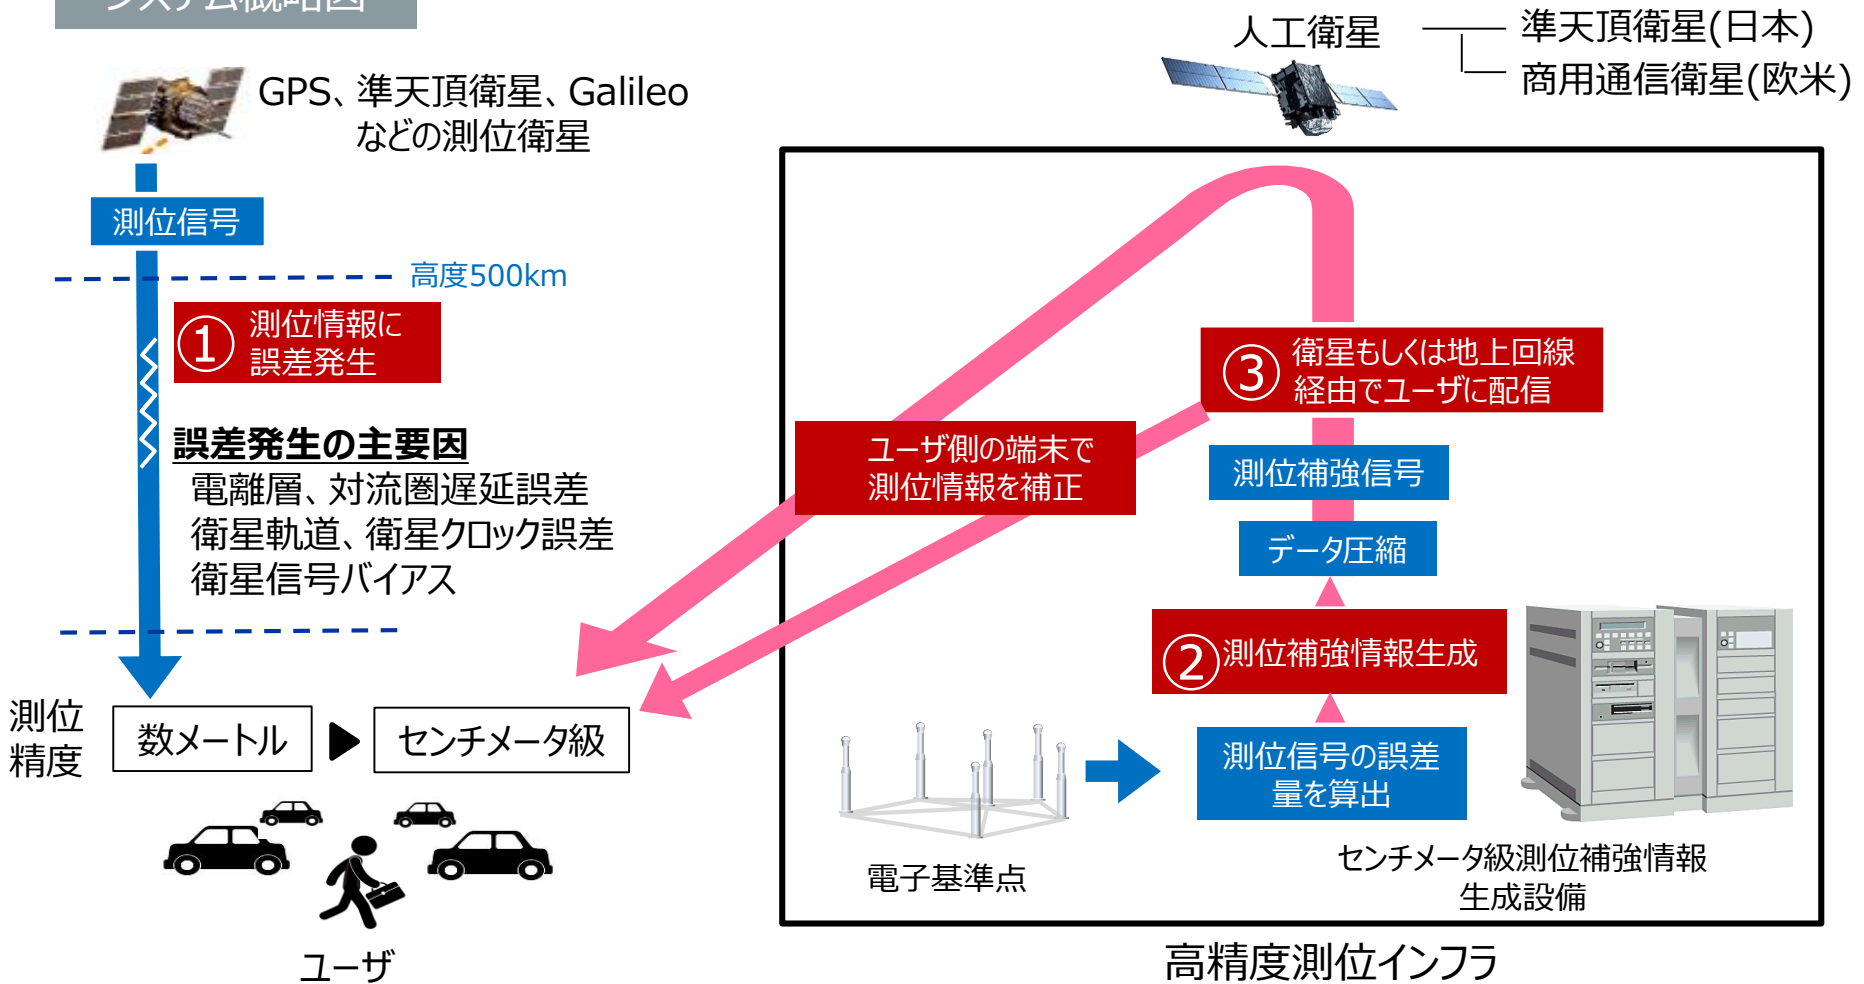 システム概略図
GPS、準天頂衛星、Galileo
などの測位衛星
測位信号
高度500km
① 測位情報に
誤差発生
誤差発生の主要因
電離層、対流圏遅延誤差
衛星軌道、衛星クロック誤差
衛星信号バイアス
測位
精度
数メートル
センチメータ級
ユーザ
人工衛星
準天頂衛星(日本)
商用通信衛星(欧米)
③ 衛星もしくは地上回線
経由でユーザに配信
ユーザ側の端末で
測位情報を補正
測位補強信号
データ圧縮
②測位補強情報生成
測位信号の誤差
量を算出
電子基準点
センチメータ級測位補強情報
生成設備
高精度測位インフラ